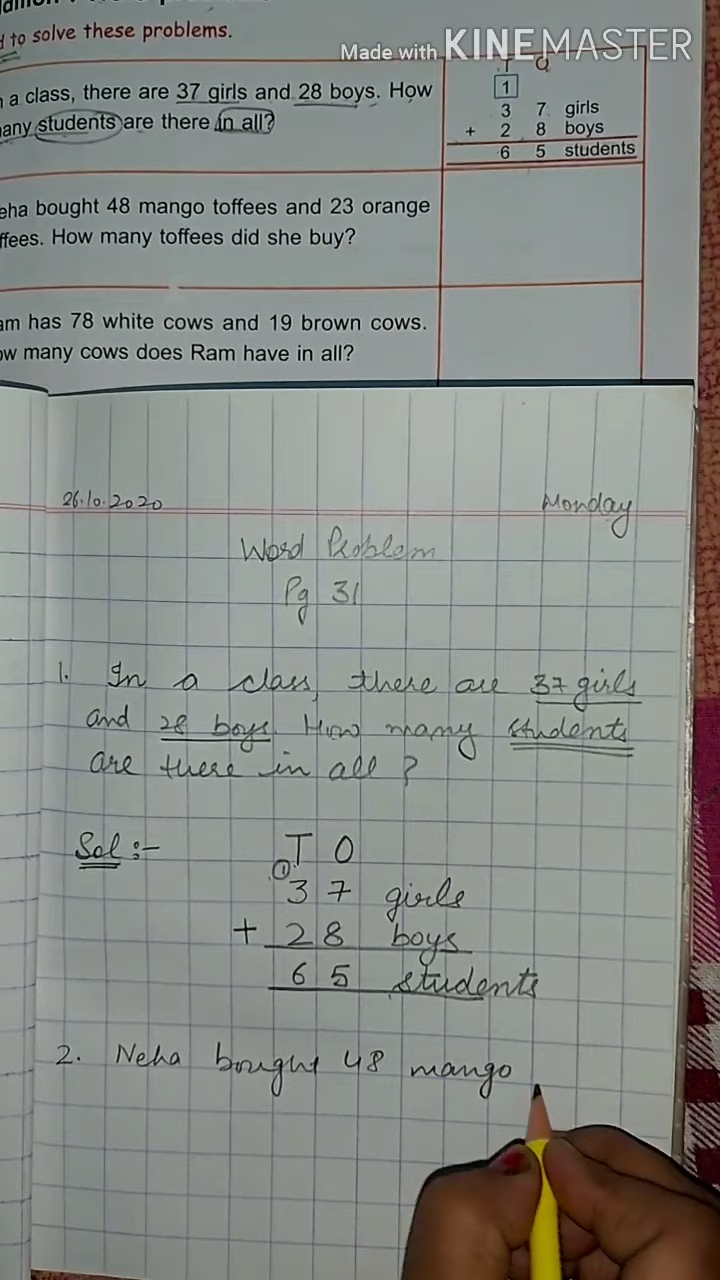 to solve these problems.
Made with KINEMASTER
a class, there are 37 girls and 28 boys. How
students are there in all?
T O
1
3 7 girls
+ 2 8 boys
6 5 students
bought 48 mango toffees and 23 orange
How many toffees did she buy?
has 78 white cows and 19 brown cows.
many cows does Ram have in all?
26.10.2020 Monday
Word Problem
Pg 31
1. In a class, there are 37 girls
and 28 boys. How many students
are there in all ?
Sol :-
T O
1
3 7 girls
+ 2 8 boys
6 5 students
2. Neha bought 48 mango